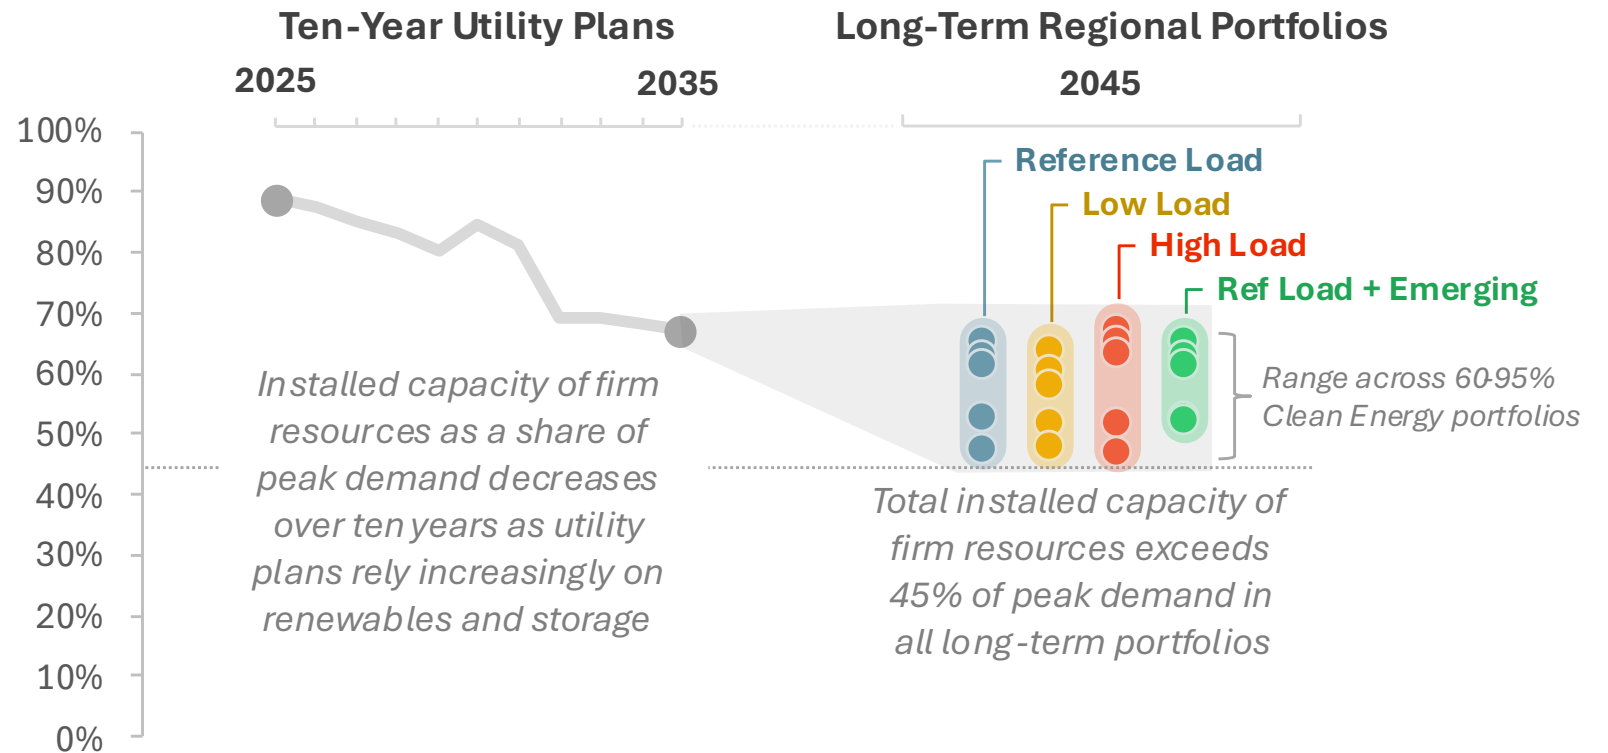 Ten-Year Utility Plans
Long-Term Regional Portfolios
2025
2035
2045
100%
90%
80%
70%
60%
50%
40%
30%
20%
10%
0%
Reference Load
Low Load
High Load
Ref Load + Emerging
Range across 60-95%
Clean Energy portfolios
Installed capacity of firm
resources as a share of
peak demand decreases
over ten years as utility
plans rely increasingly on
renewables and storage
Total installed capacity of
firm resources exceeds
45% of peak demand in
all long-term portfolios